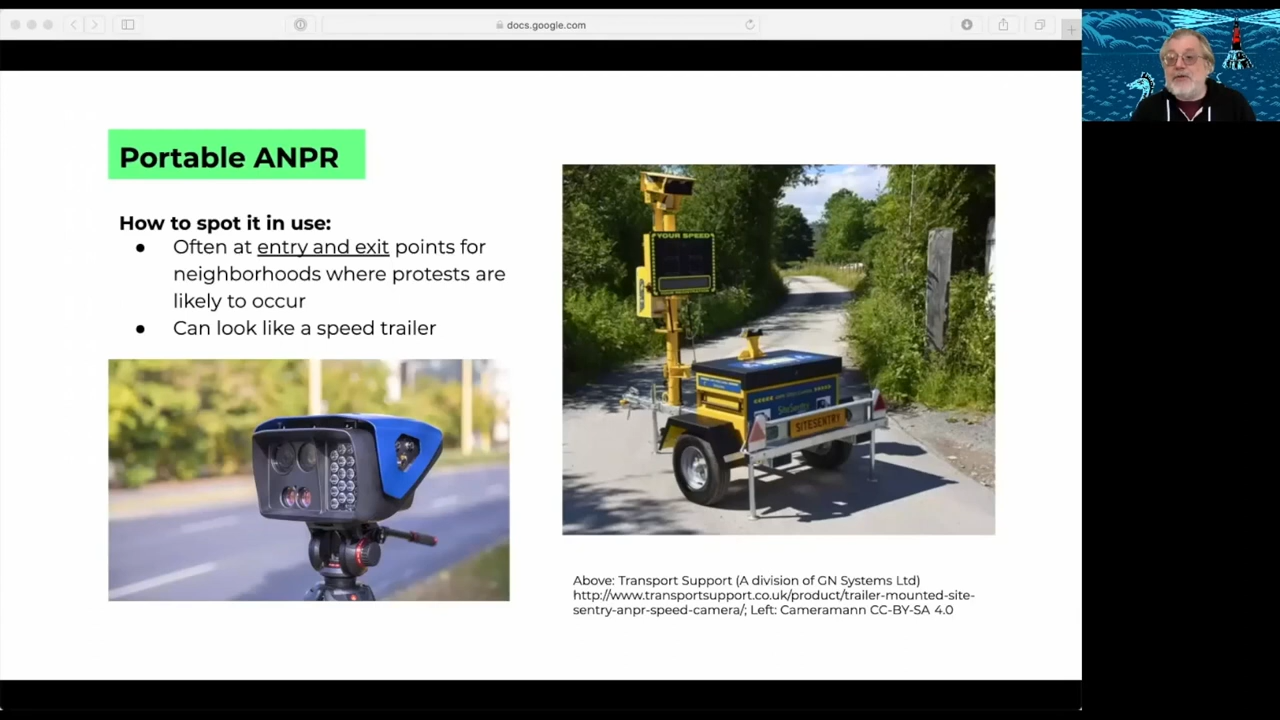 docs.google.com
Portable ANPR
How to spot it in use:
● Often at entry and exit points for
neighborhoods where protests are
likely to occur
● Can look like a speed trailer
YOUR SPEED
SiteSentry
SITESENTRY
Above: Transport Support (A division of GN Systems Ltd)
http://www.transportsupport.co.uk/product/trailer-mounted-site-
sentry-anpr-speed-camera/; Left: Cameramann CC-BY-SA 4.0